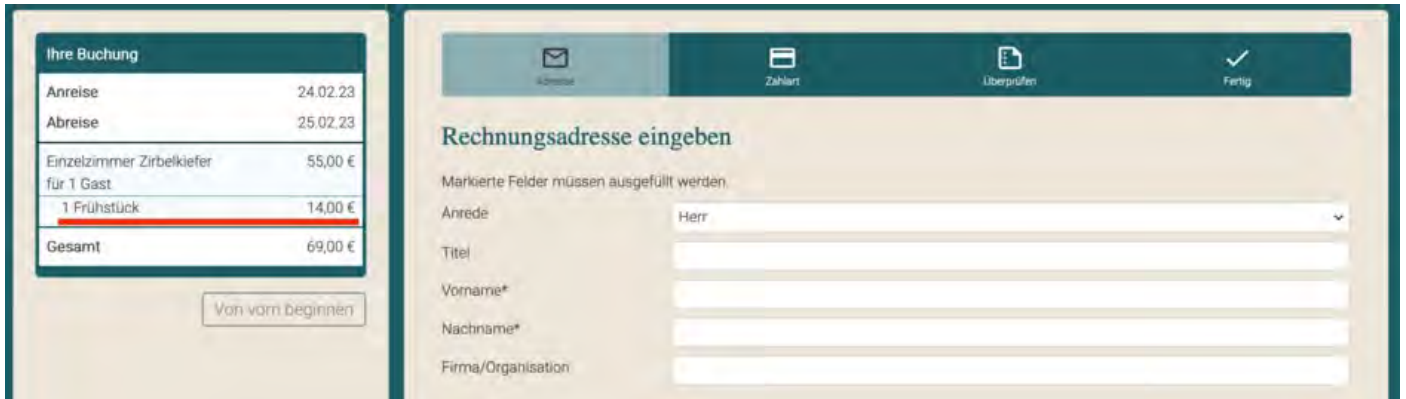 Ihre Buchung
Anreise 24.02.23
Abreise 25.02.23
Einzelzimmer Zirbelkiefer 55,00 €
für 1 Gast
1 Frühstück 14,00 €
Gesamt 69,00 €
Von vorn beginnen
Adresse Zahlart Überprüfen Fertig
Rechnungsadresse eingeben
Markierte Felder müssen ausgefüllt werden.
Anrede Herr
Titel
Vorname*
Nachname*
Firma/Organisation